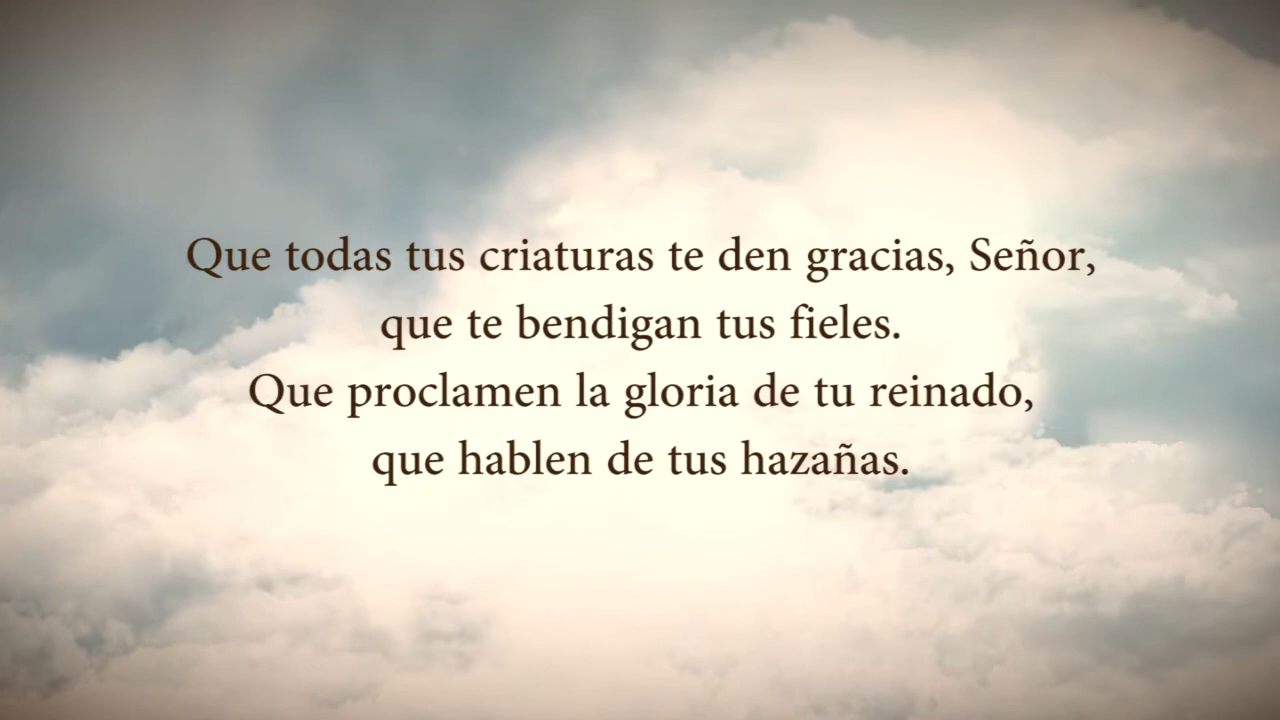 Que todas tus criaturas te den gracias, Señor,
que te bendigan tus fieles.
Que proclamen la gloria de tu reinado,
que hablen de tus hazañas.